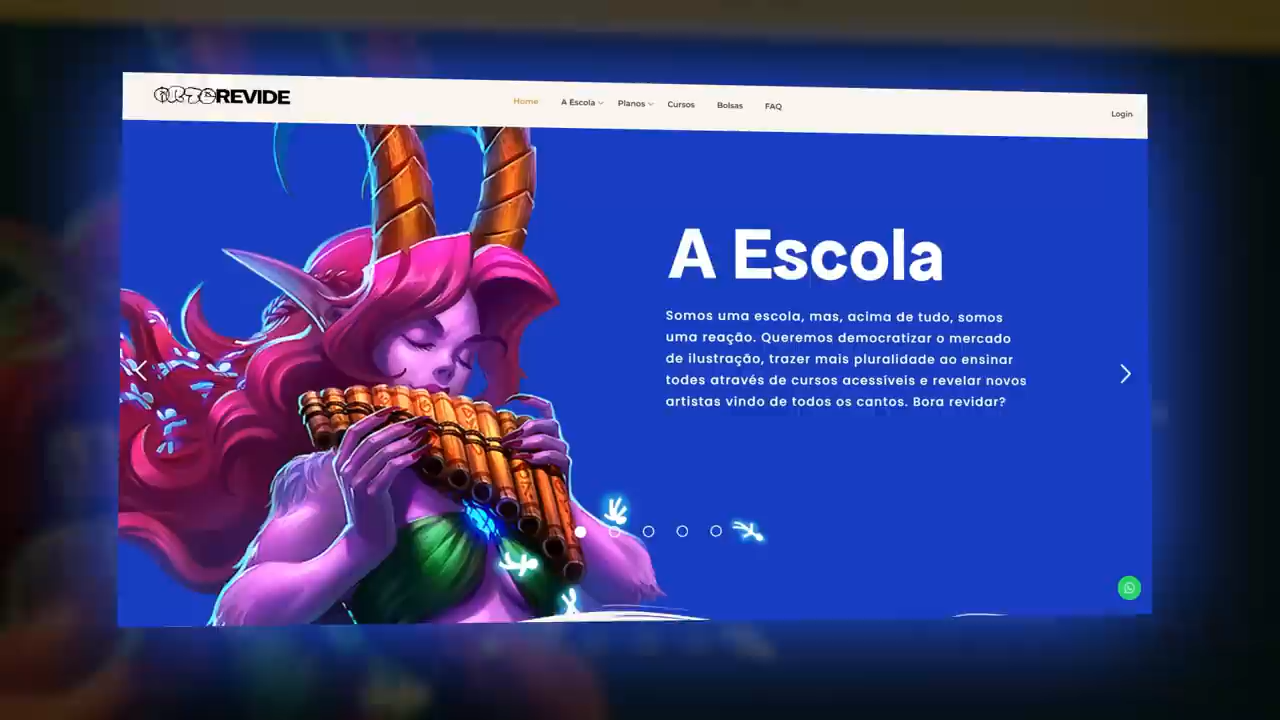 ARTEREVIDE
Home A Escola Planos Cursos Bolsas FAQ Login
A Escola
Somos uma escola, mas, acima de tudo, somos
uma reação. Queremos democratizar o mercado
de ilustração, trazer mais pluralidade ao ensinar
todes através de cursos acessíveis e revelar novos
artistas vindo de todos os cantos. Bora revidar?